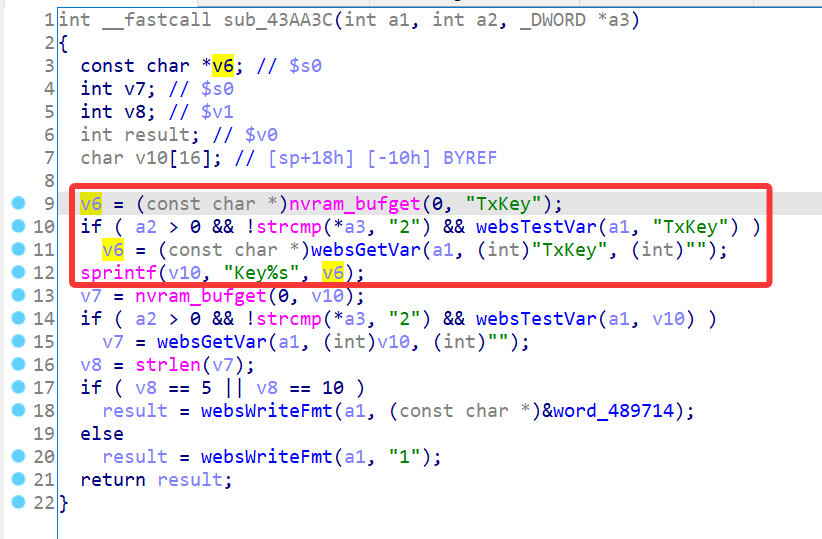 1 int __fastcall sub_43AA3C(int a1, int a2, _DWORD *a3)
2 {
3   const char *v6; // $s0
4   int v7; // $s0
5   int v8; // $v1
6   int result; // $v0
7   char v10[16]; // [sp+18h] [-10h] BYREF
8
9   v6 = (const char *)nvram_bufget(0, "TxKey");
10   if ( a2 > 0 && !strcmp(*a3, "2") && websTestVar(a1, "TxKey") )
11     v6 = (const char *)websGetVar(a1, (int)"TxKey", (int)"");
12   sprintf(v10, "Key%s", v6);
13   v7 = nvram_bufget(0, v10);
14   if ( a2 > 0 && !strcmp(*a3, "2") && websTestVar(a1, v10) )
15     v7 = websGetVar(a1, (int)v10, (int)"");
16   v8 = strlen(v7);
17   if ( v8 == 5 || v8 == 10 )
18     result = websWriteFmt(a1, (const char *)&word_489714);
19   else
20     result = websWriteFmt(a1, "1");
21   return result;
22 }